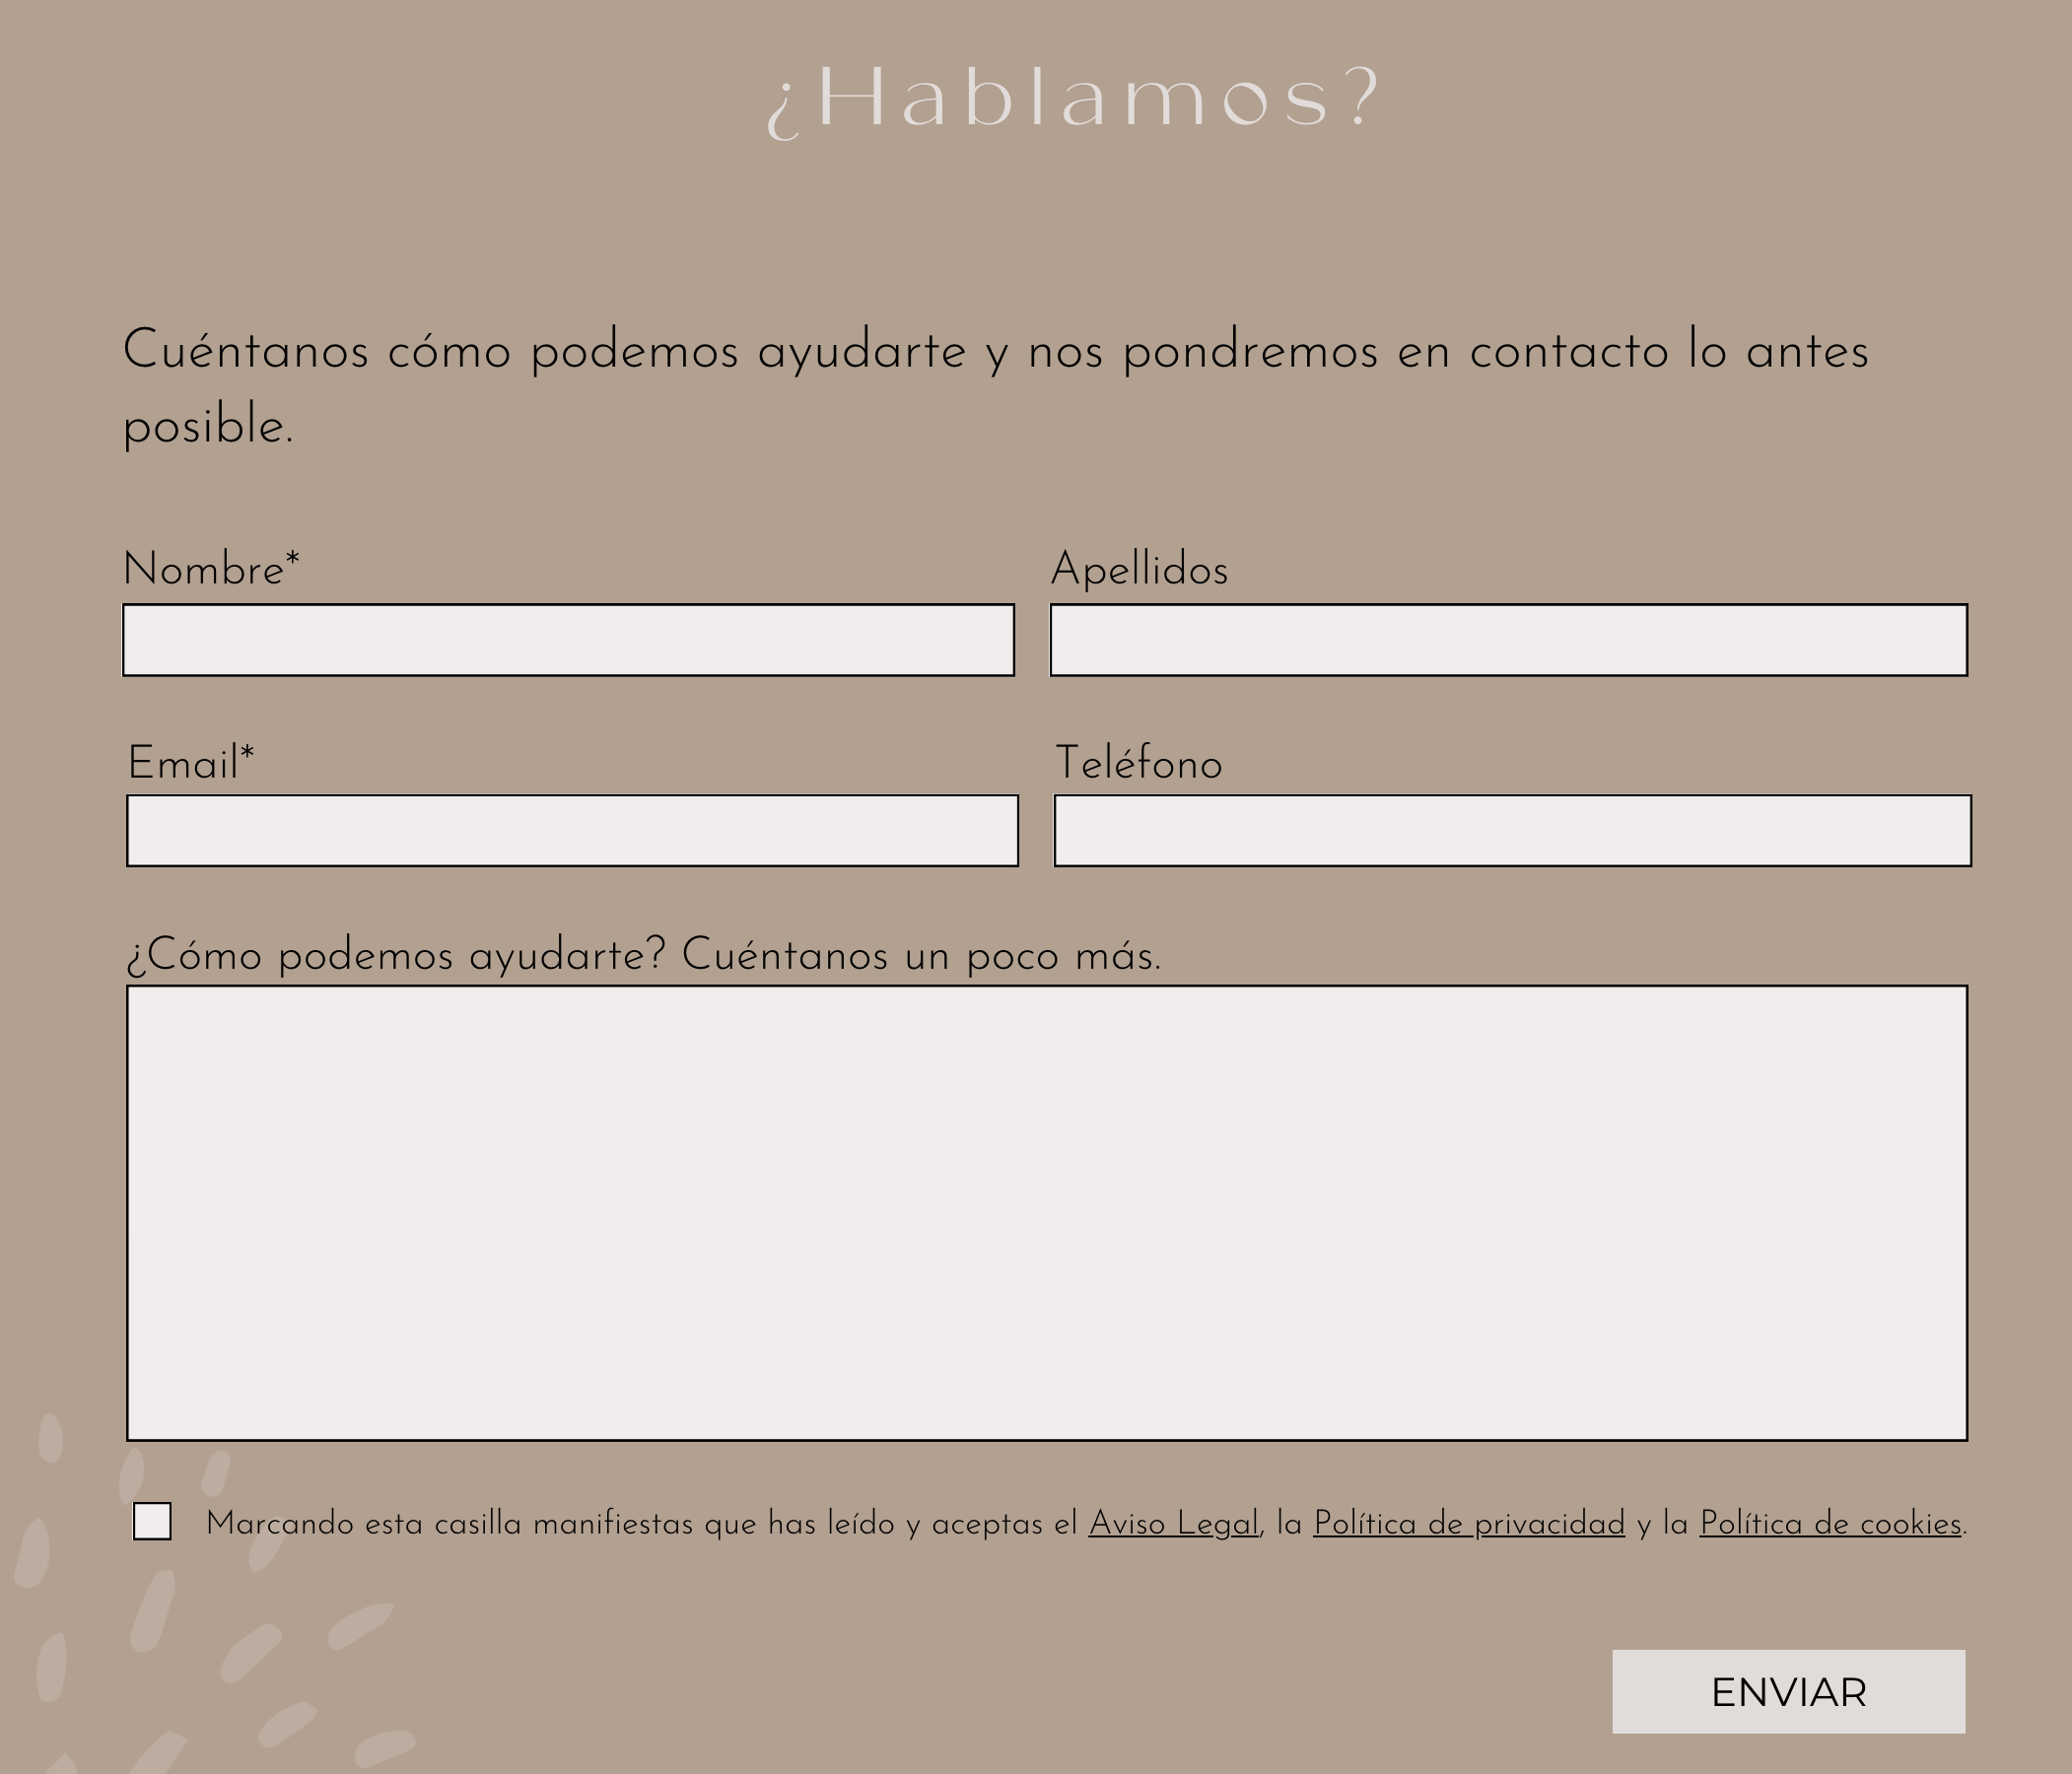 ¿Hablamos?
Cuéntanos cómo podemos ayudarte y nos pondremos en contacto lo antes
posible.
Nombre*
Apellidos
Email*
Teléfono
¿Cómo podemos ayudarte? Cuéntanos un poco más.
Marcando esta casilla manifiestas que has leído y aceptas el Aviso Legal, la Política de privacidad y la Política de cookies.
ENVIAR